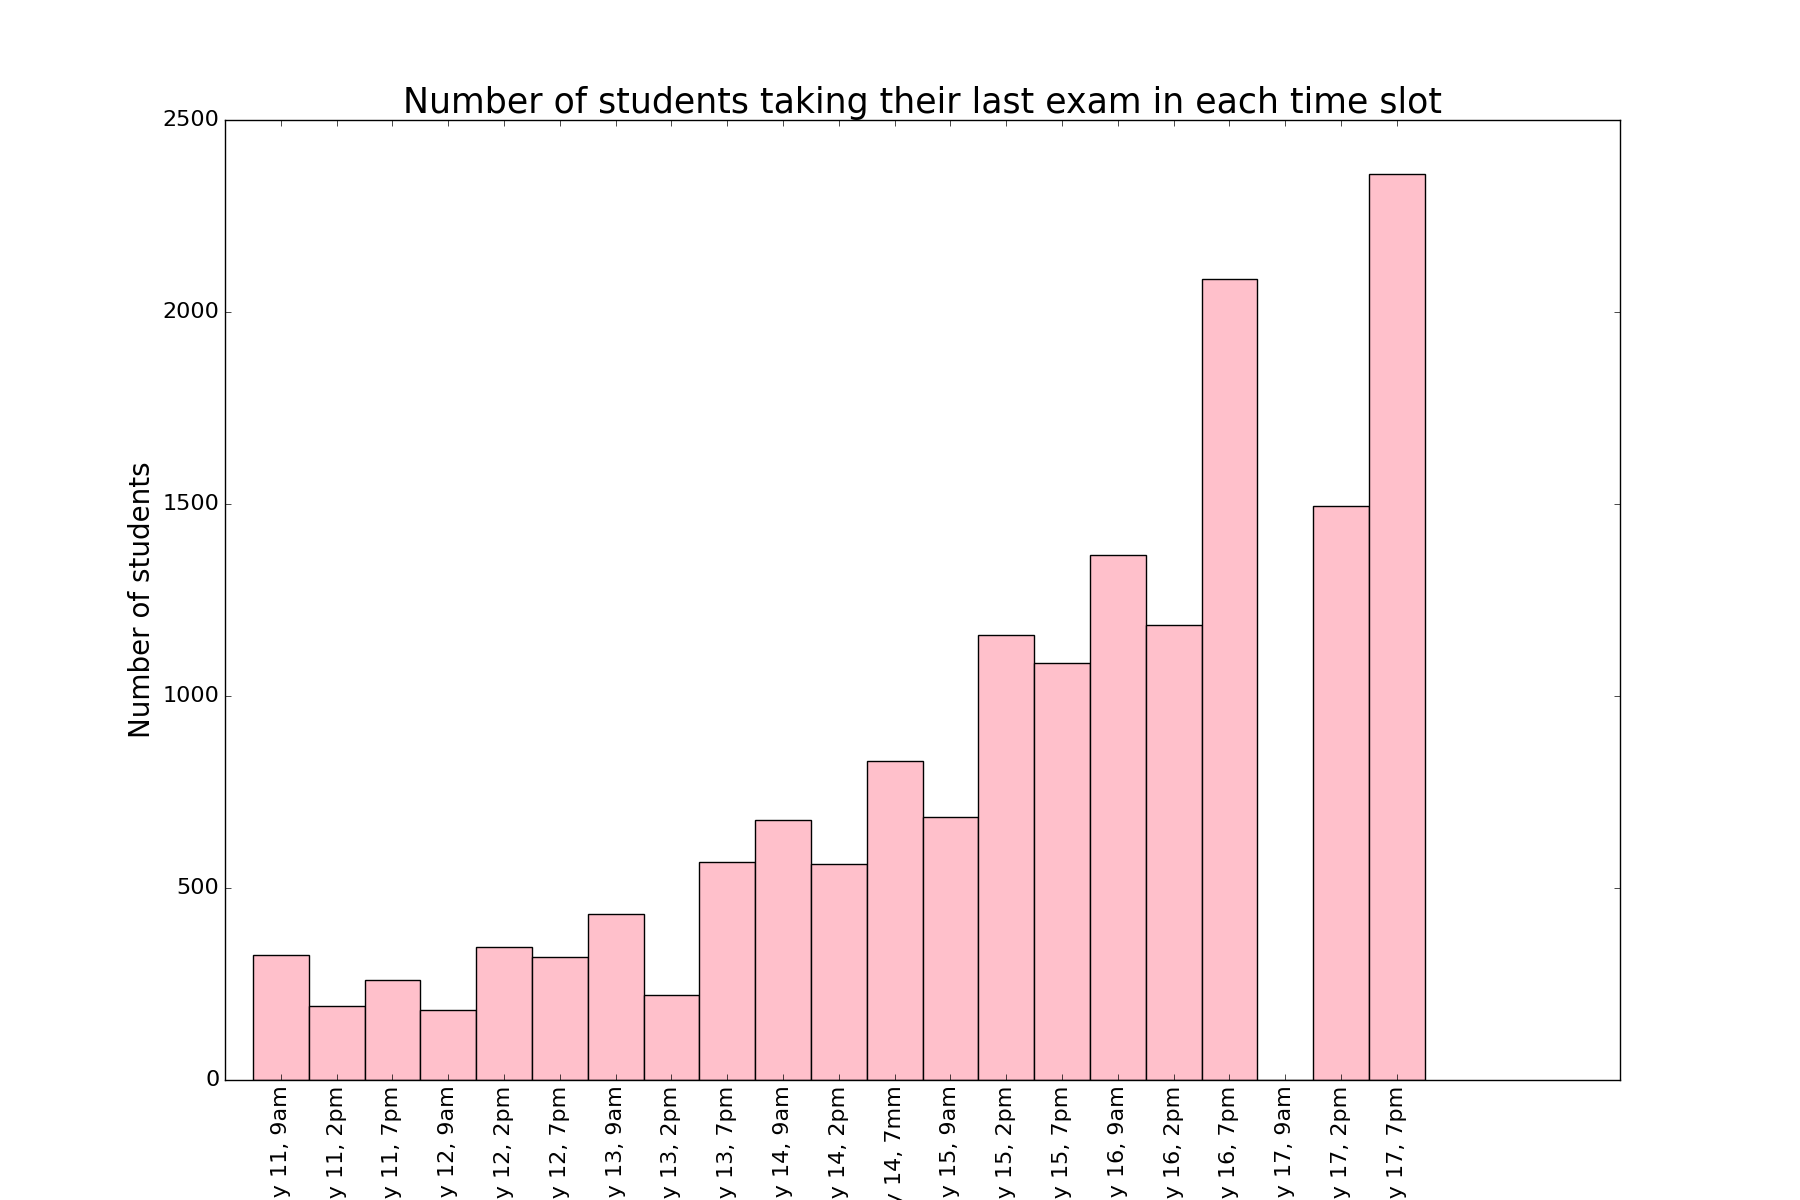 Number of students taking their last exam in each time slot
Number of students
2500
2000
1500
1000
500
0
y 11, 9am
y 11, 2pm
y 11, 7pm
y 12, 9am
y 12, 2pm
y 12, 7pm
y 13, 9am
y 13, 2pm
y 13, 7pm
y 14, 9am
y 14, 2pm
y 14, 7mm
y 15, 9am
y 15, 2pm
y 15, 7pm
y 16, 9am
y 16, 2pm
y 16, 7pm
y 17, 9am
y 17, 2pm
y 17, 7pm